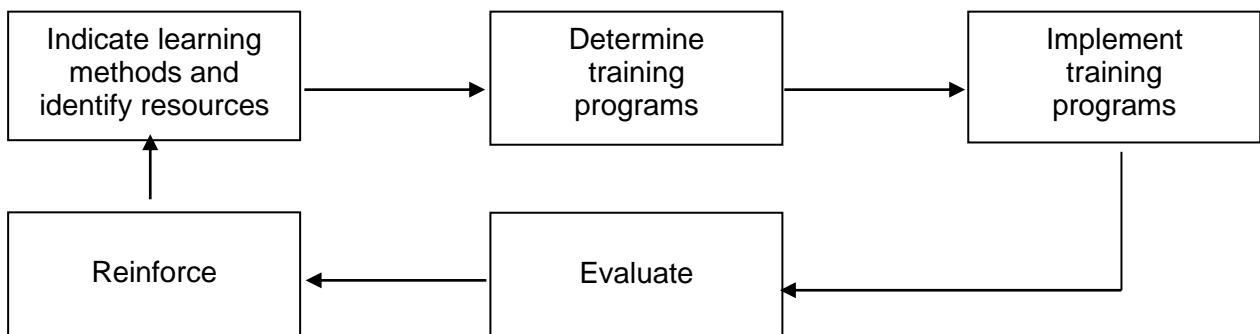 Indicate learning
methods and
identify resources
Determine
training
programs
Implement
training
programs
Reinforce
Evaluate